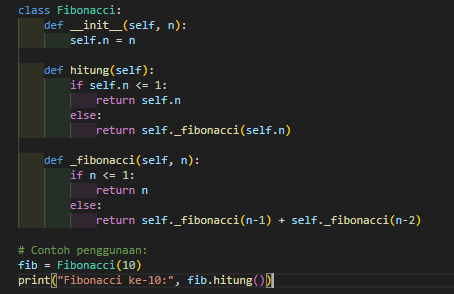 class Fibonacci:
    def __init__(self, n):
        self.n = n

    def hitung(self):
        if self.n <= 1:
            return self.n
        else:
            return self._fibonacci(self.n)

    def _fibonacci(self, n):
        if n <= 1:
            return n
        else:
            return self._fibonacci(n-1) + self._fibonacci(n-2)

# Contoh penggunaan:
fib = Fibonacci(10)
print("Fibonacci ke-10:", fib.hitung())